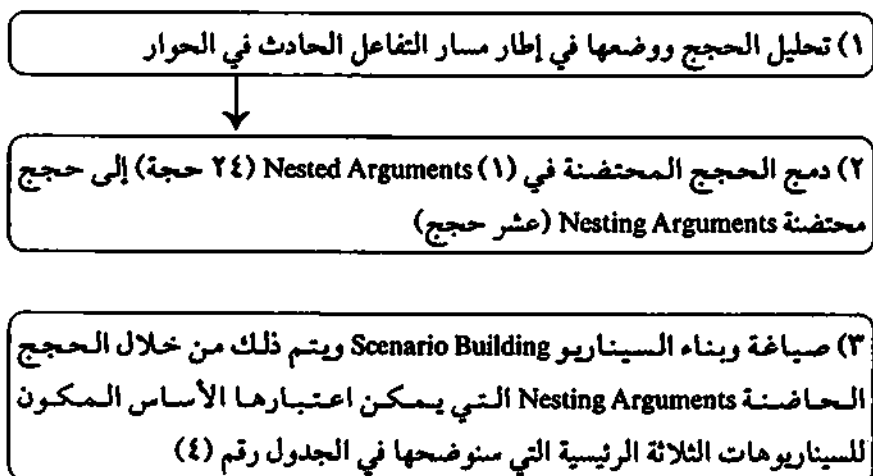 ١) تحليل الحجج ووضعها في إطار مسار التفاعل الحادث في الحوار
٢) دمج الحجج المحتضنة في (١) Nested Arguments (٢٤ حجة) إلى حجج
محتضنة Nesting Arguments (عشر حجج)
٣) صياغة وبناء السيناريو Scenario Building ويتم ذلك من خلال الحجج
الحاضنة Nesting Arguments التي يمكن اعتبارها الأساس المكون
للسيناريوهات الثلاثة الرئيسية التي سنوضحها في الجدول رقم (٤)